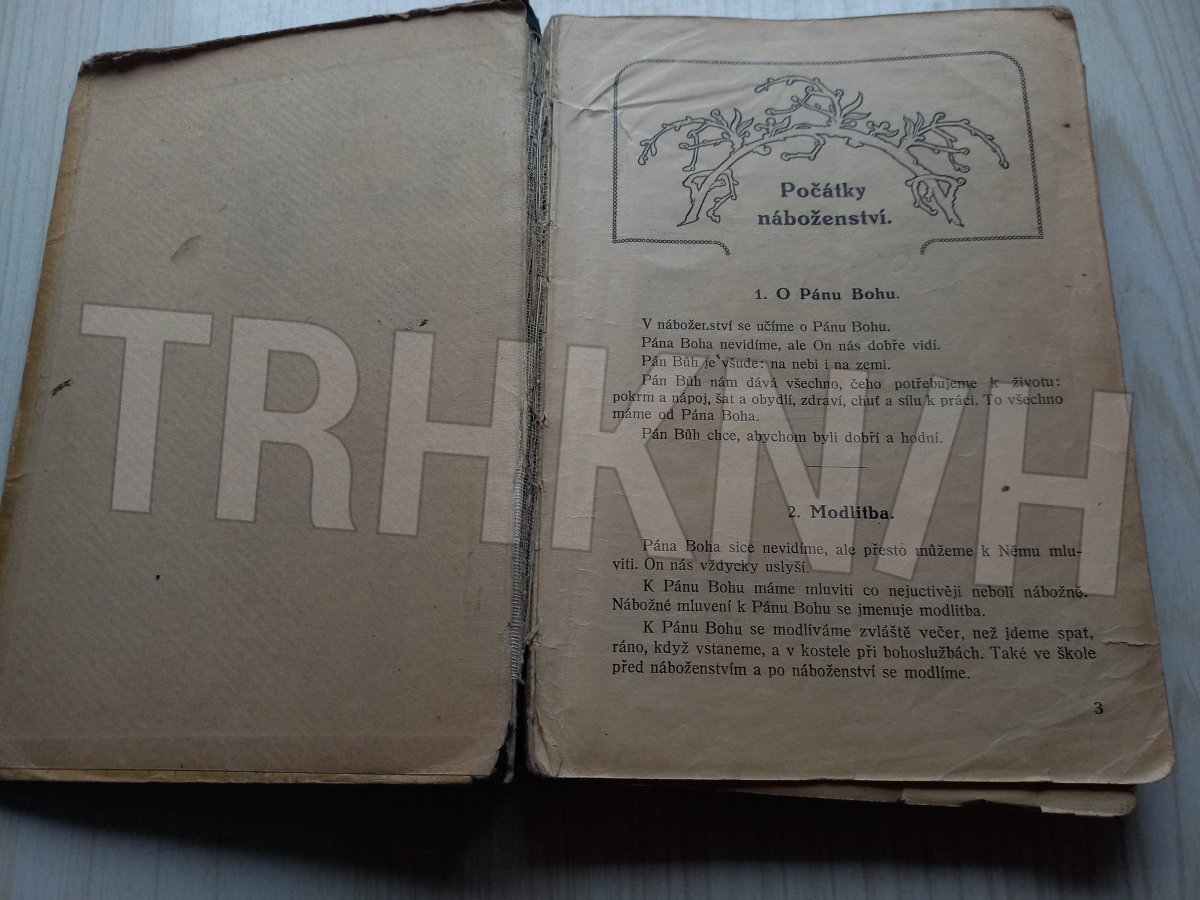 Počátky
náboženství.
1. O Pánu Bohu.
V náboženství se učíme o Pánu Bohu.
Pána Boha nevidíme, ale On nás dobře vidí.
Pán Bůh je všude: na nebi i na zemi.
Pán Bůh nám dává všechno, čeho potřebujeme k životu:
pokrm a nápoj, šat a obydlí, zdraví, chuť a sílu k práci. To všechno
máme od Pána Boha.
Pán Bůh chce, abychom byli dobří a hodní.
2. Modlitba.
Pána Boha sice nevidíme, ale přesto můžeme k Němu mlu-
viti. On nás vždycky uslyší.
K Pánu Bohu máme mluviti co nejuctivěji neboli nábožně.
Nábožné mluvení k Pánu Bohu se jmenuje modlitba.
K Pánu Bohu se modlíváme zvláště večer, než jdeme spat,
ráno, když vstaneme, a v kostele při bohoslužbách. Také ve škole
před náboženstvím a po náboženství se modlíme.
3
TRHKNIH